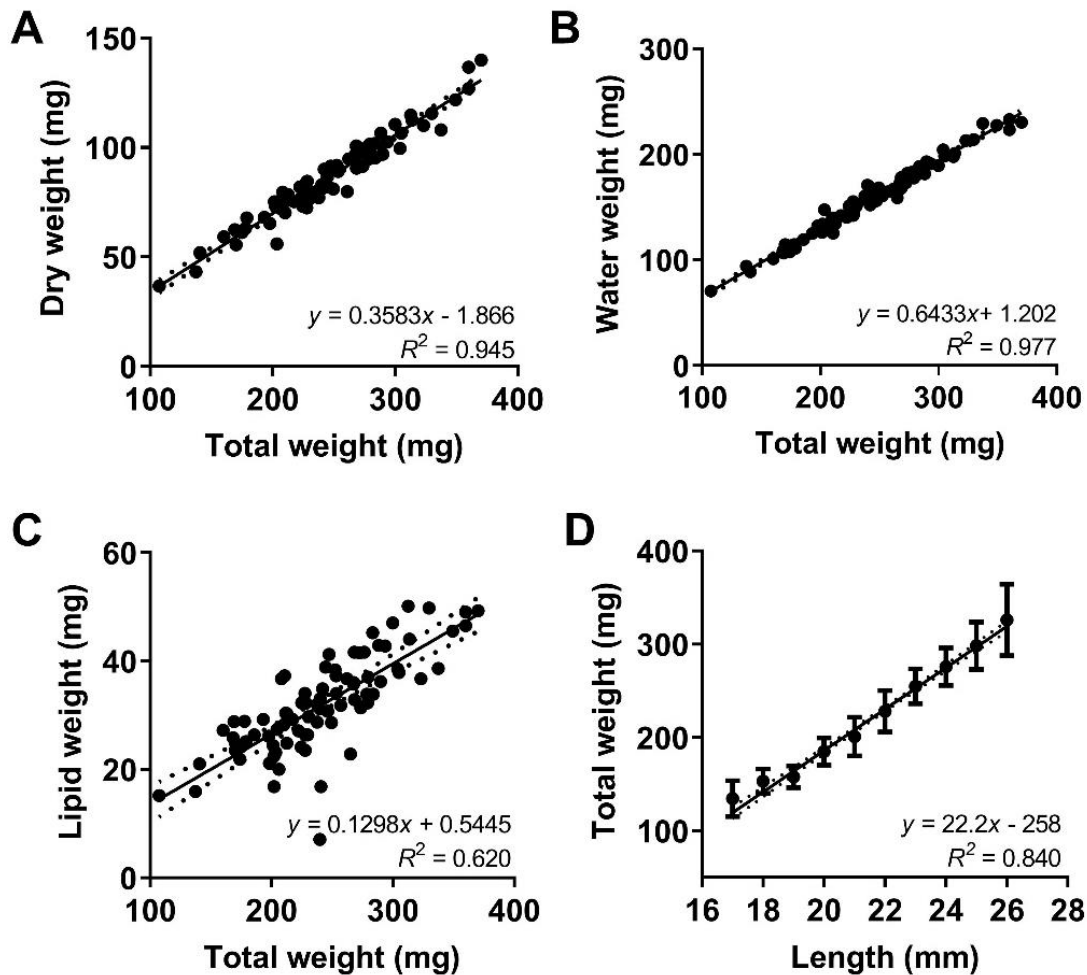 A
Dry weight (mg)
150
100
50
0
y = 0.3583x - 1.866
R² = 0.945
100 200 300 400
Total weight (mg)
B
Water weight (mg)
300
200
100
0
y = 0.6433x+ 1.202
R² = 0.977
100 200 300 400
Total weight (mg)
C
Lipid weight (mg)
60
40
20
0
y = 0.1298x + 0.5445
R² = 0.620
100 200 300 400
Total weight (mg)
D
Total weight (mg)
400
300
200
100
y = 22.2x - 258
R² = 0.840
16 18 20 22 24 26 28
Length (mm)